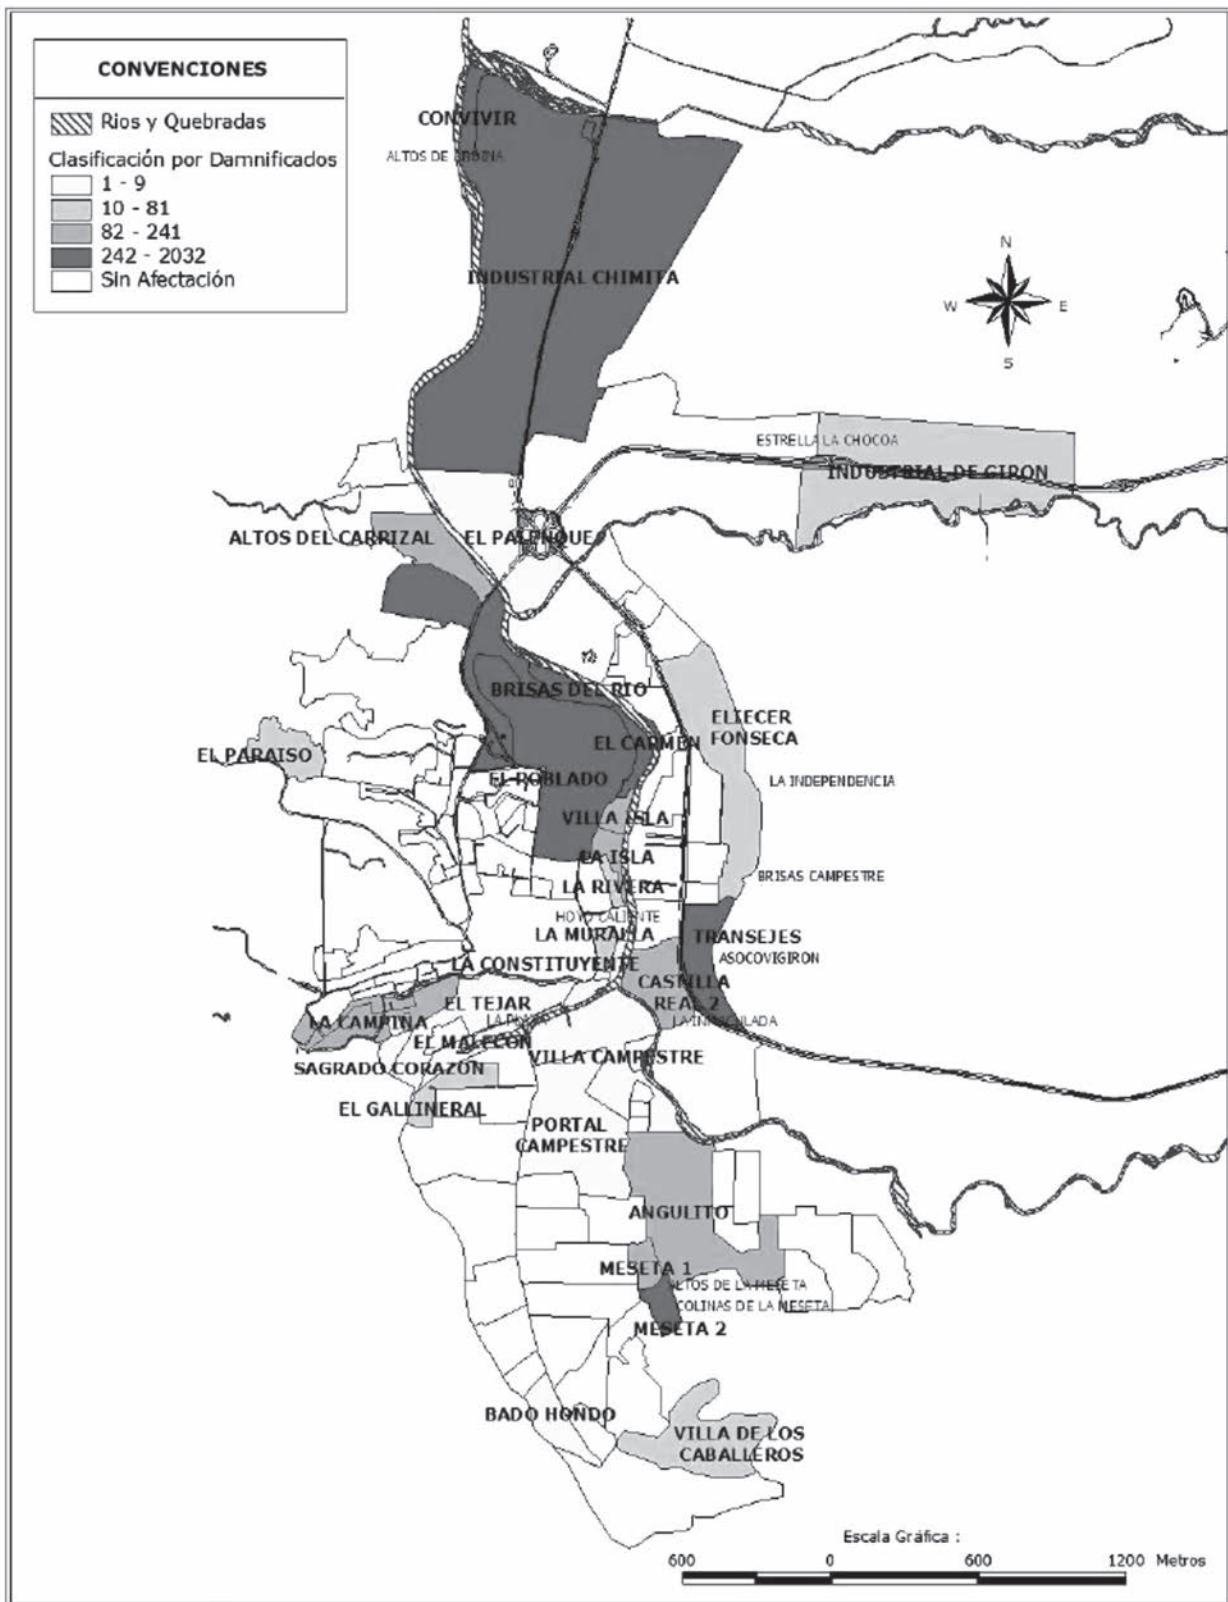 CONVENCIONES
Rios y Quebradas
Clasificación por Damnificados
1 - 9
10 - 81
82 - 241
242 - 2032
Sin Afectación
CONVIVIR
ALTOS DE
INDUSTRIAL CHIMITA
N
W
E
S
ESTRELLA LA CHOCOA
INDUSTRIAL DE GIRON
ALTOS DEL CARRIZAL
EL PALENQUE
BRISAS DEL RIO
ELIECER
FONSECA
EL CARMEN
EL PARAISO
EL POBLADO
LA INDEPENDENCIA
VILLA ISLA
LA ISLA
BRISAS CAMPESTRE
LA RIVERA
HOYO CALIENTE
LA MURALLA
TRANSEJES
ASOCOVIGIRON
LA CONSTITUYENTE
CASTILLA
REAL 2
EL TEJAR
LA PLAYA
LA INMACULADA
LA CAMPIÑA
EL MALECON
VILLA CAMPESTRE
SAGRADO CORAZON
EL GALLINERAL
PORTAL
CAMPESTRE
ANGULITO
MESETA 1
ALTOS DE LA MESETA
COLINAS DE LA MESETA
MESETA 2
BADO HONDO
VILLA DE LOS
CABALLEROS
Escala Gráfica :
600 0 600 1200 Metros